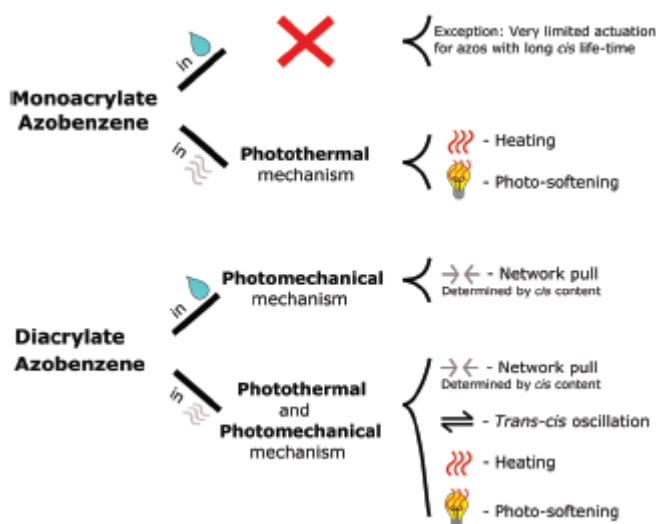 in
Exception: Very limited actuation
for azos with long cis life-time
Monoacrylate
Azobenzene
in
Photothermal
mechanism
- Heating
- Photo-softening
in
Photomechanical
mechanism
- Network pull
Determined by cis content
Diacrylate
Azobenzene
in
Photothermal
and
Photomechanical
mechanism
- Network pull
Determined by cis content
- Trans-cis oscillation
- Heating
- Photo-softening